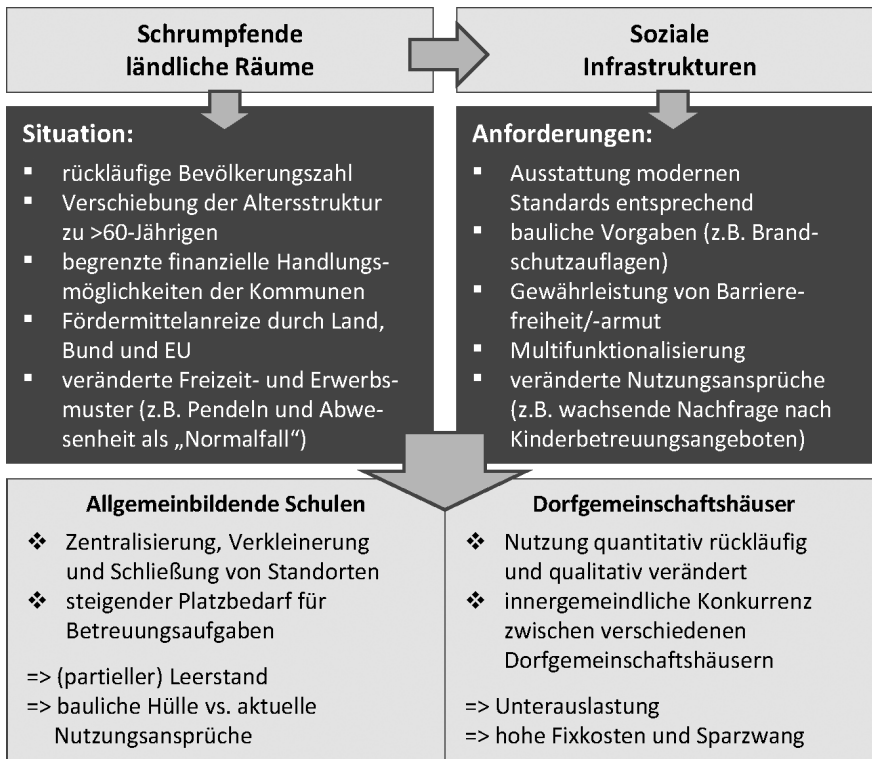 Schrumpfende
ländliche Räume
Soziale
Infrastrukturen
Situation:
▪ rückläufige Bevölkerungszahl
▪ Verschiebung der Altersstruktur
zu >60-Jährigen
▪ begrenzte finanzielle Handlungs-
möglichkeiten der Kommunen
▪ Fördermittelanreize durch Land,
Bund und EU
▪ veränderte Freizeit- und Erwerbs-
muster (z.B. Pendeln und Abwe-
senheit als „Normalfall“)
Anforderungen:
▪ Ausstattung modernen
Standards entsprechend
▪ bauliche Vorgaben (z.B. Brand-
schutzauflagen)
▪ Gewährleistung von Barriere-
freiheit/-armut
▪ Multifunktionalisierung
▪ veränderte Nutzungsansprüche
(z.B. wachsende Nachfrage nach
Kinderbetreuungsangeboten)
Allgemeinbildende Schulen
❖ Zentralisierung, Verkleinerung
und Schließung von Standorten
❖ steigender Platzbedarf für
Betreuungsaufgaben
=> (partieller) Leerstand
=> bauliche Hülle vs. aktuelle
Nutzungsansprüche
Dorfgemeinschaftshäuser
❖ Nutzung quantitativ rückläufig
und qualitativ verändert
❖ innergemeindliche Konkurrenz
zwischen verschiedenen
Dorfgemeinschaftshäusern
=> Unterauslastung
=> hohe Fixkosten und Sparzwang